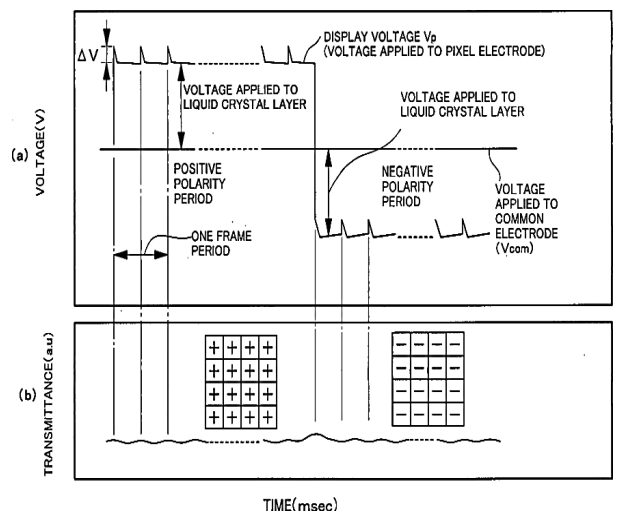 ΔV
DISPLAY VOLTAGE Vp
(VOLTAGE APPLIED TO PIXEL ELECTRODE)
VOLTAGE APPLIED TO
LIQUID CRYSTAL LAYER
VOLTAGE APPLIED TO
LIQUID CRYSTAL LAYER
(a)
VOLTAGE(V)
POSITIVE
POLARITY
PERIOD
NEGATIVE
POLARITY
PERIOD
VOLTAGE
APPLIED TO
COMMON
ELECTRODE
(Vcom)
ONE FRAME
PERIOD
(b)
TRANSMITTANCE(a.u)
+ + + +
+ + + +
+ + + +
+ + + +
− − − −
− − − −
− − − −
− − − −
TIME(msec)